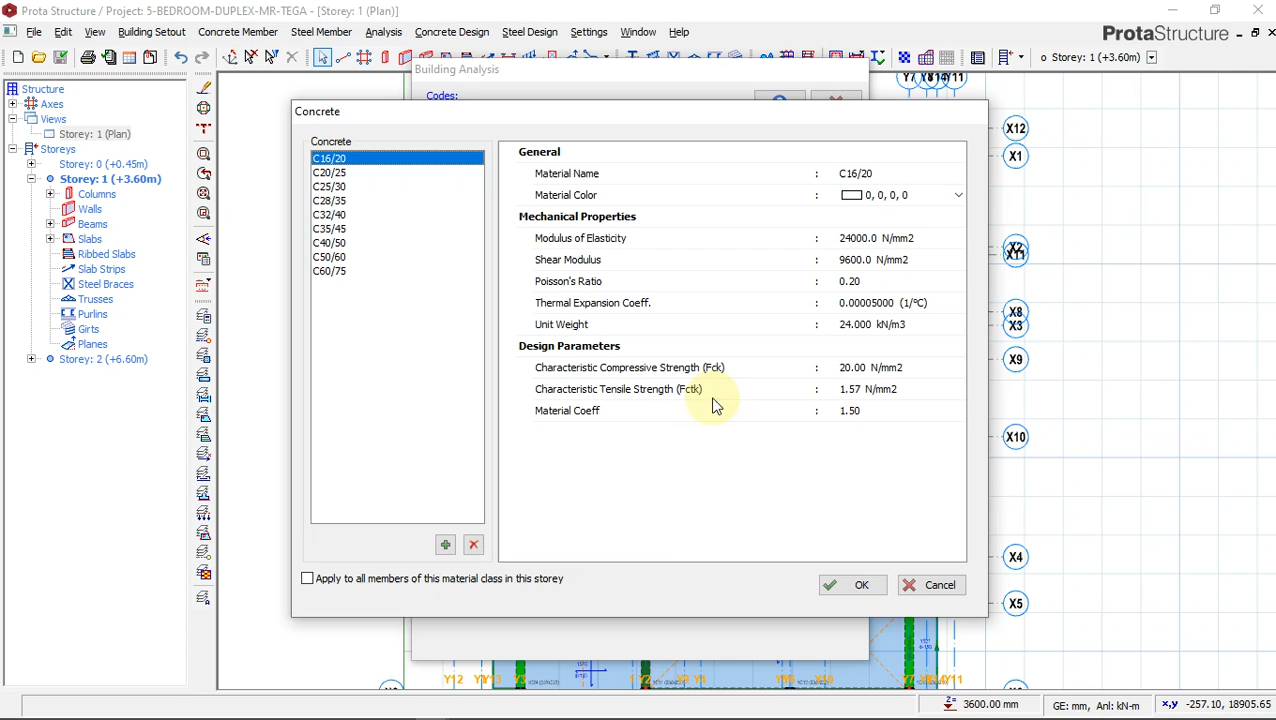 Prota Structure / Project: 5-BEDROOM-DUPLEX-MR-TEGA - [Storey: 1 (Plan)]
File Edit View Building Setout Concrete Member Steel Member Analysis Concrete Design Steel Design Settings Window Help
ProtaStructure
Storey: 1 (+3.60m)
Structure
Axes
Views
Storey: 1 (Plan)
Storeys
Storey: 0 (+0.45m)
Storey: 1 (+3.60m)
Columns
Walls
Beams
Slabs
Ribbed Slabs
Slab Strips
Steel Braces
Trusses
Purlins
Girts
Planes
Storey: 2 (+6.60m)
Building Analysis
Codes:
Concrete
Concrete
C16/20
C20/25
C25/30
C28/35
C32/40
C35/45
C40/50
C50/60
C60/75
General
Material Name : C16/20
Material Color : 0, 0, 0, 0
Mechanical Properties
Modulus of Elasticity : 24000.0 N/mm2
Shear Modulus : 9600.0 N/mm2
Poisson's Ratio : 0.20
Thermal Expansion Coeff. : 0.00005000 (1/ºC)
Unit Weight : 24.000 kN/m3
Design Parameters
Characteristic Compressive Strength (Fck) : 20.00 N/mm2
Characteristic Tensile Strength (Fctk) : 1.57 N/mm2
Material Coeff : 1.50
Apply to all members of this material class in this storey
OK Cancel
X12
X1
X2
X11
X8
X3
X9
X10
X4
X5
Y12
3600.00 mm
GE: mm, Anl: kN-m
x,y -257.10, 18905.65